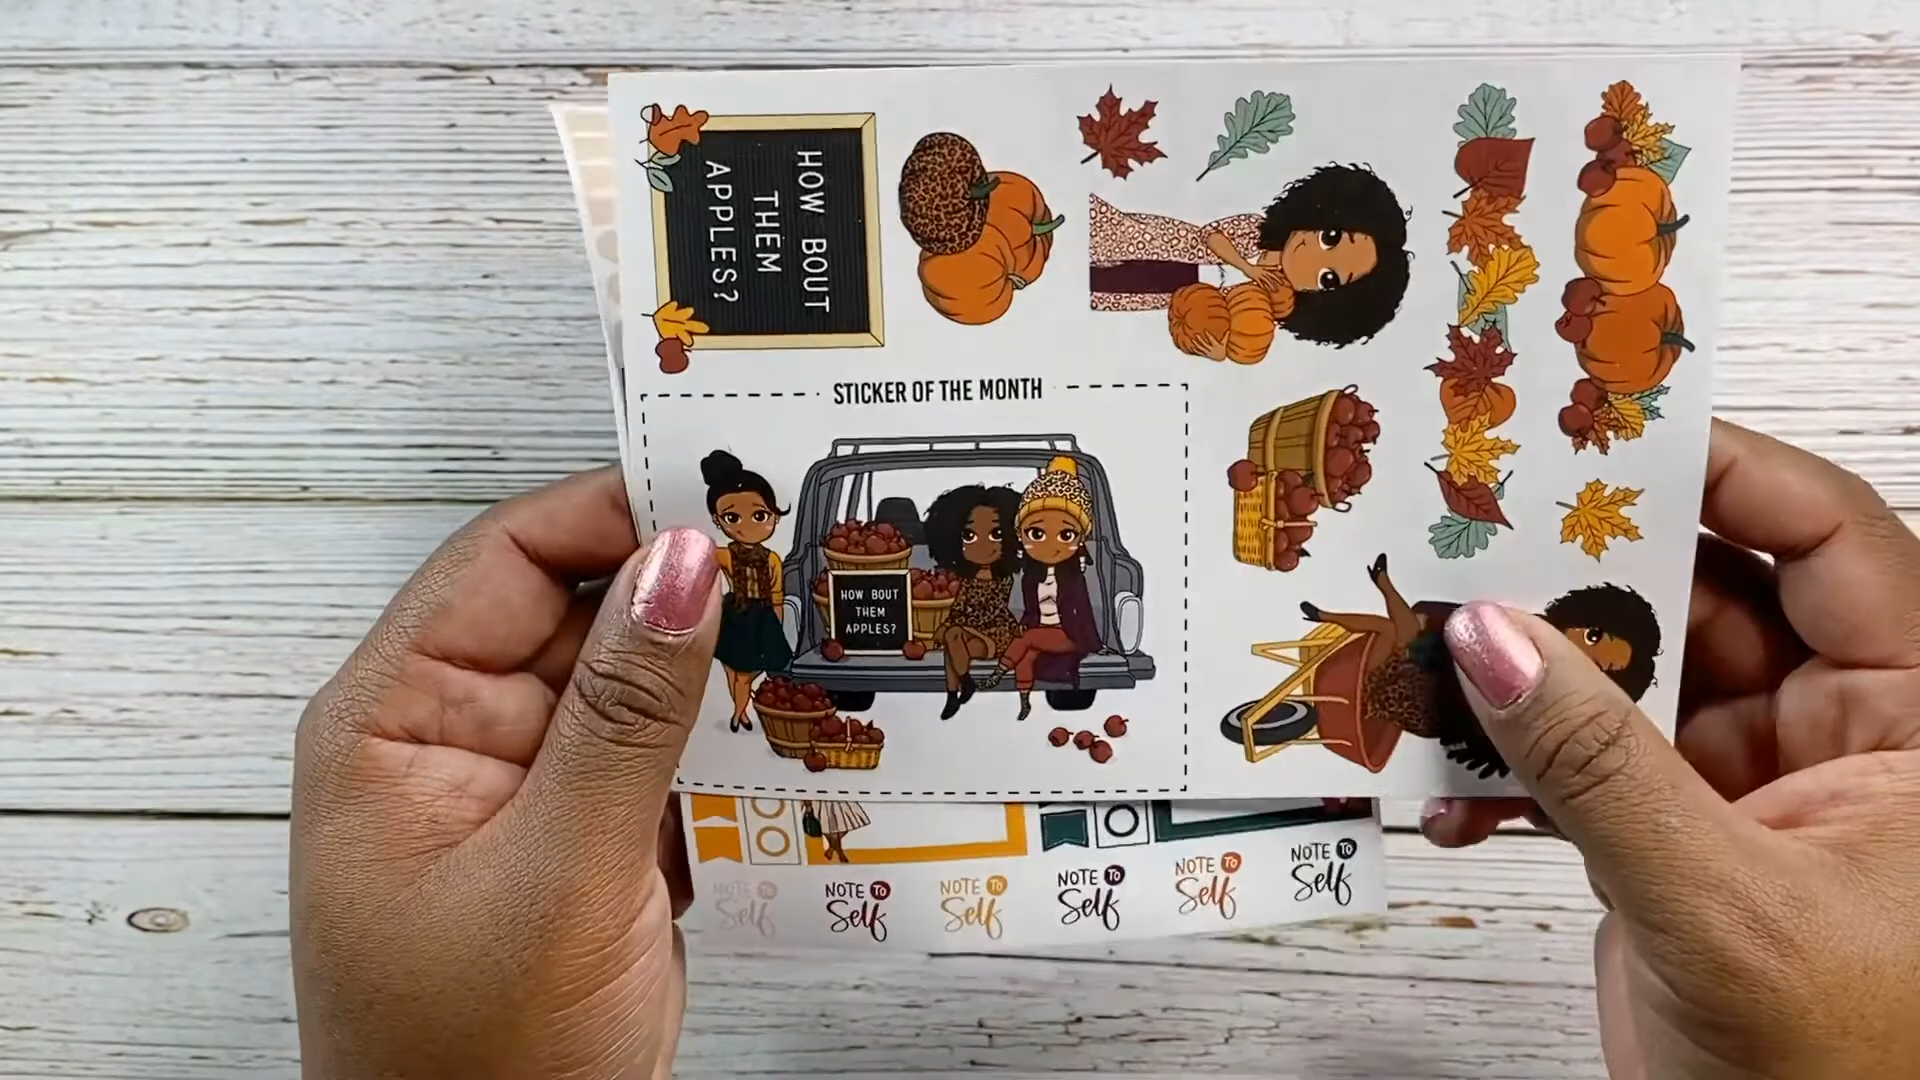 HOW BOUT
THEM
APPLES?
STICKER OF THE MONTH
HOW BOUT
THEM
APPLES?
NOTE TO
Self
NOTE TO
Self
NOTE TO
Self
NOTE TO
Self
NOTE TO
Self
NOTE TO
Self